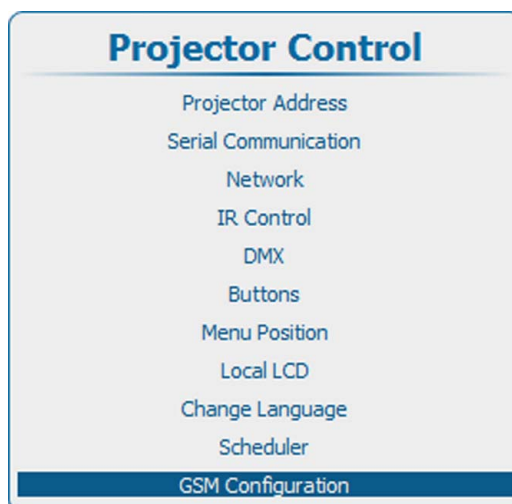 Projector Control
Projector Address
Serial Communication
Network
IR Control
DMX
Buttons
Menu Position
Local LCD
Change Language
Scheduler
GSM Configuration